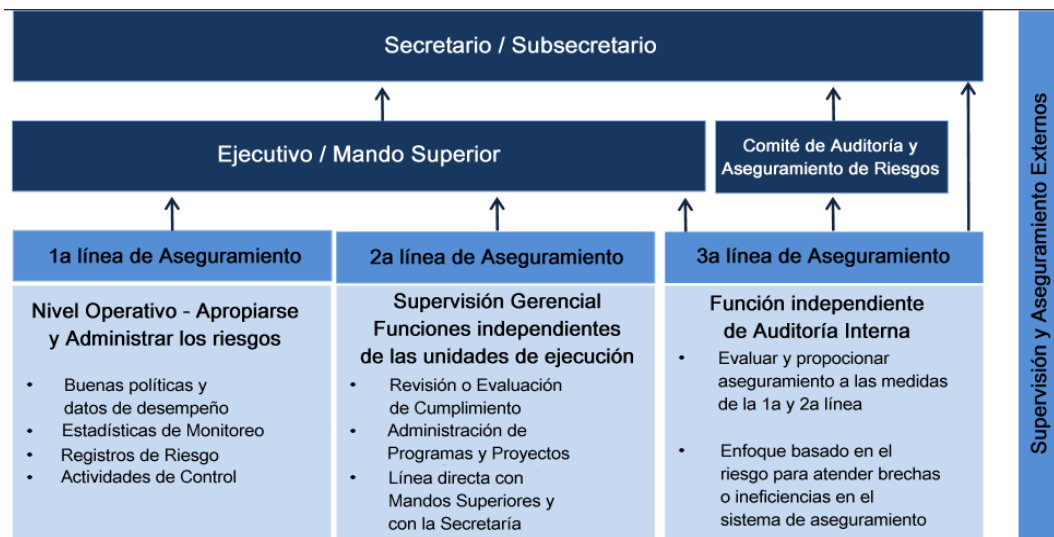 Secretario / Subsecretario
Ejecutivo / Mando Superior
Comité de Auditoría y
Aseguramiento de Riesgos
1a línea de Aseguramiento
Nivel Operativo - Apropiarse
y Administrar los riesgos
• Buenas políticas y
datos de desempeño
• Estadísticas de Monitoreo
• Registros de Riesgo
• Actividades de Control
2a línea de Aseguramiento
Supervisión Gerencial
Funciones independientes
de las unidades de ejecución
• Revisión o Evaluación
de Cumplimiento
• Administración de
Programas y Proyectos
• Línea directa con
Mandos Superiores y
con la Secretaría
3a línea de Aseguramiento
Función independiente
de Auditoría Interna
• Evaluar y propocionar
aseguramiento a las medidas
de la 1a y 2a línea
• Enfoque basado en el
riesgo para atender brechas
o ineficiencias en el
sistema de aseguramiento
Supervisión y Aseguramiento Externos